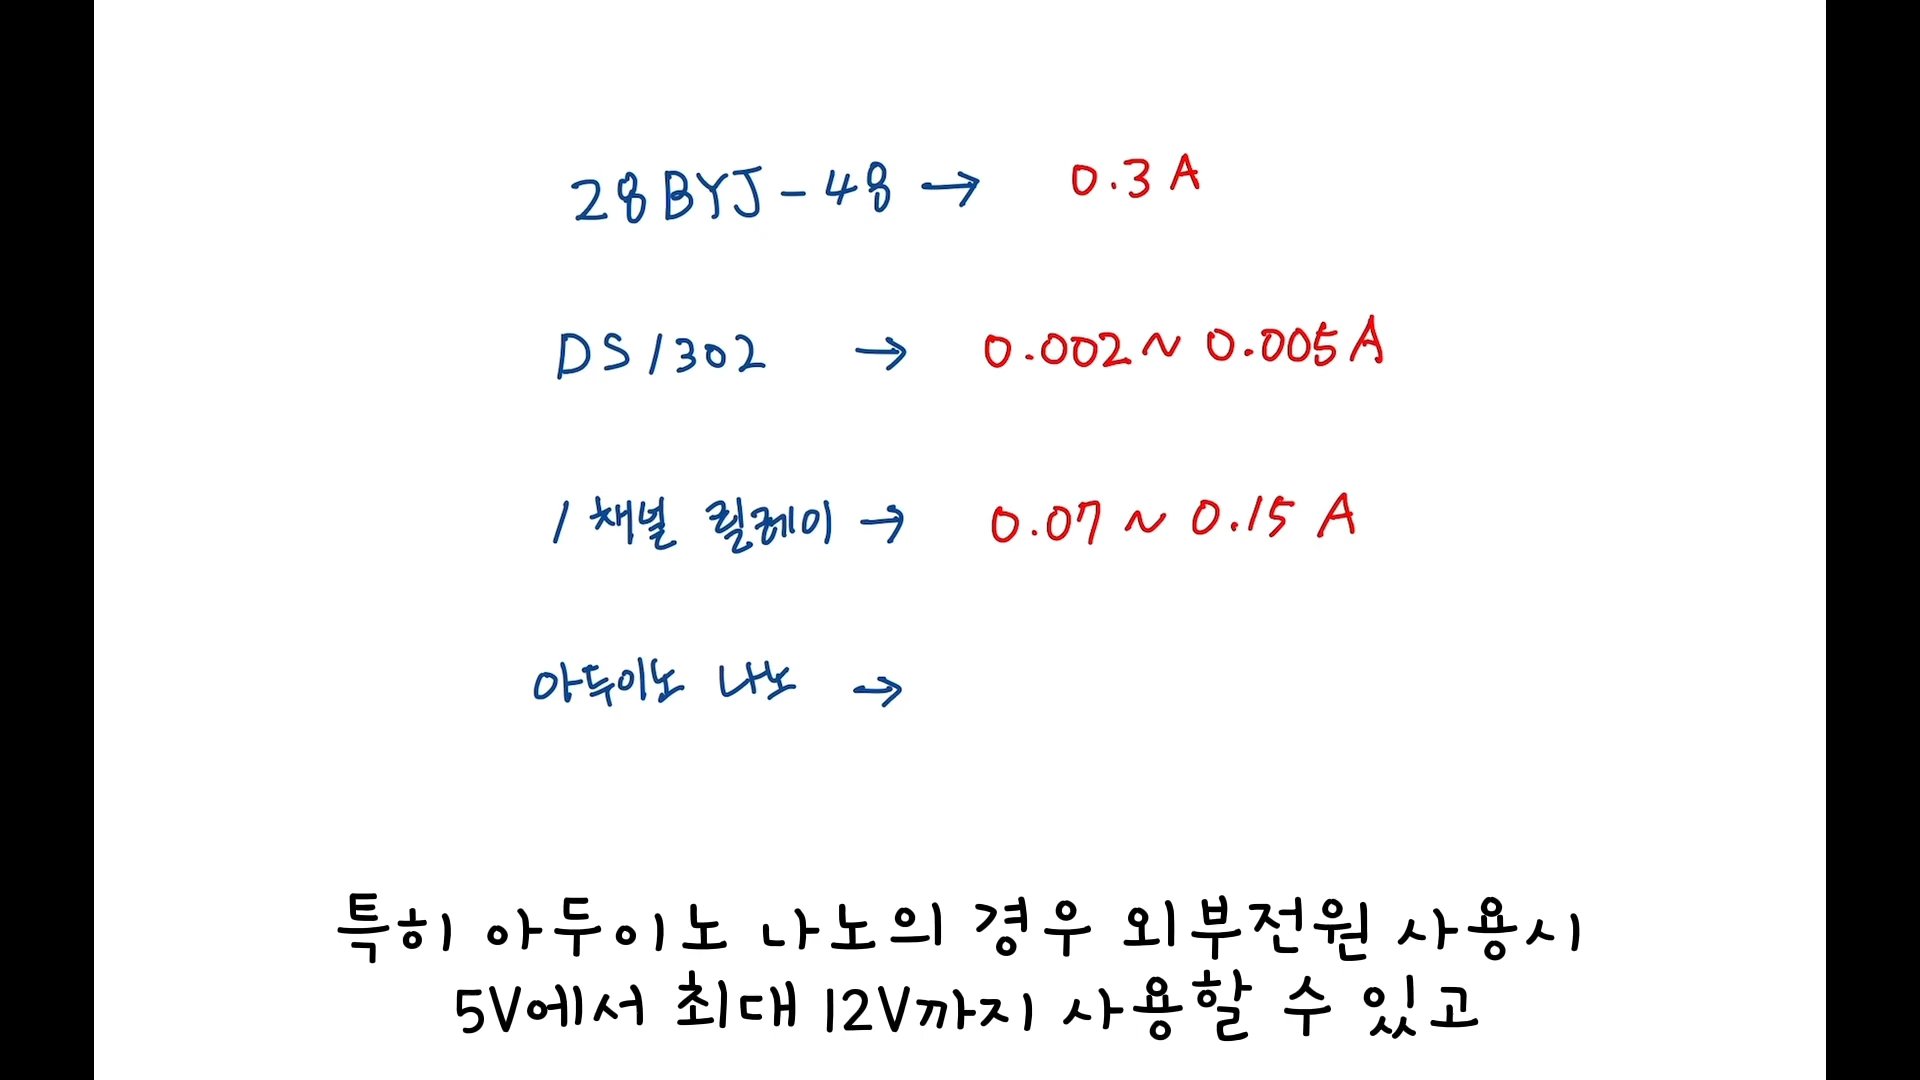 28BYJ-48 → 0.3 A
DS1302 → 0.002 ~ 0.005 A
1채널 릴레이 → 0.07 ~ 0.15 A
아두이노 나노 →
특히 아두이노 나노의 경우 외부전원 사용시
5V에서 최대 12V까지 사용할 수 있고